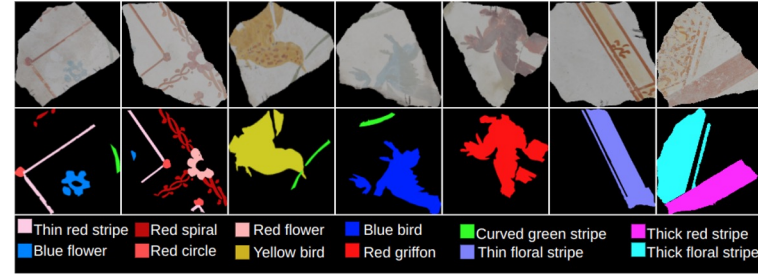 Thin red stripe Red spiral Red flower Blue bird Curved green stripe Thick red stripe
Blue flower Red circle Yellow bird Red griffon Thin floral stripe Thick floral stripe